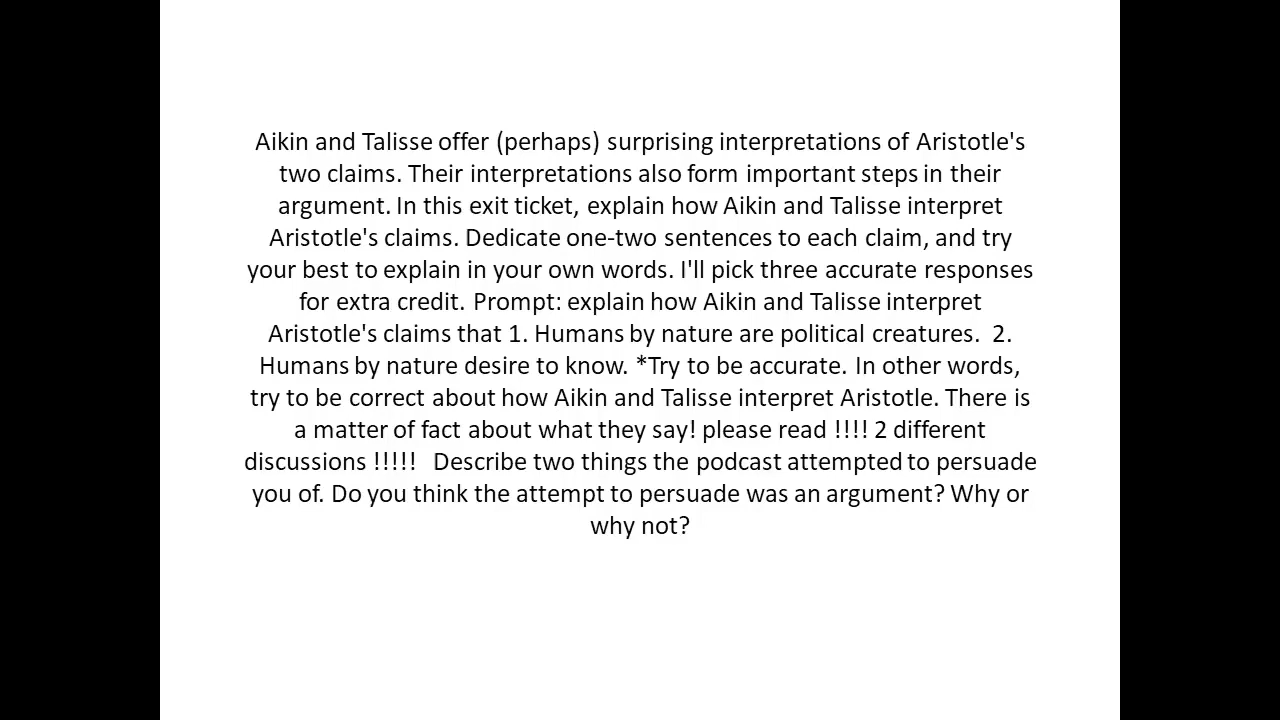 Aikin and Talisse offer (perhaps) surprising interpretations of Aristotle's
two claims. Their interpretations also form important steps in their
argument. In this exit ticket, explain how Aikin and Talisse interpret
Aristotle's claims. Dedicate one-two sentences to each claim, and try
your best to explain in your own words. I'll pick three accurate responses
for extra credit. Prompt: explain how Aikin and Talisse interpret
Aristotle's claims that 1. Humans by nature are political creatures.  2.
Humans by nature desire to know. *Try to be accurate. In other words,
try to be correct about how Aikin and Talisse interpret Aristotle. There is
a matter of fact about what they say! please read !!!! 2 different
discussions !!!!!   Describe two things the podcast attempted to persuade
you of. Do you think the attempt to persuade was an argument? Why or
why not?